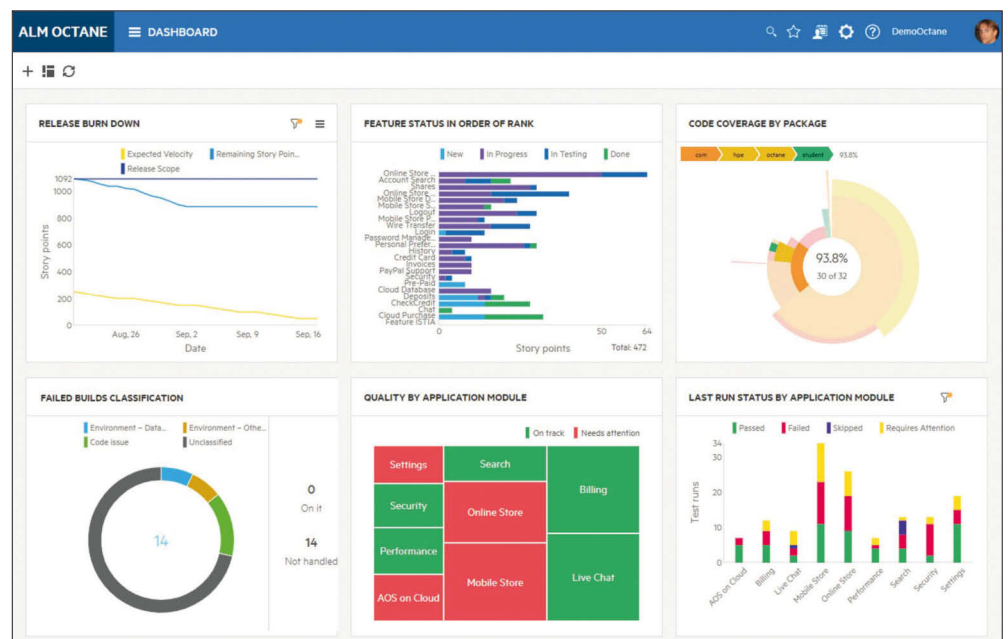 ALM OCTANE
DASHBOARD
DemoOctane
RELEASE BURN DOWN
Expected Velocity
Remaining Story Poin...
Release Scope
1092
1000
800
600
400
200
0
Story points
Aug, 26
Sep, 2
Sep, 9
Sep, 16
Date
FEATURE STATUS IN ORDER OF RANK
New
In Progress
In Testing
Done
Online Store ...
Account Search
Shares
Online Store ...
Mobile Store D...
Mobile Store S...
Logout
Mobile Store P...
Wire Transfer
Login
Password Manage...
Personal Prefer...
History
Credit Card
Invoices
PayPal Support
Security
Pre-Paid
Cloud Database
Deposits
CheckCredit
Chat
Cloud Purchase
Feature ISTIA
0
50
64
Story points
Total: 472
CODE COVERAGE BY PACKAGE
com
hpe
octane
student
93.8%
93.8%
30 of 32
FAILED BUILDS CLASSIFICATION
Environment – Data...
Environment – Othe...
Code issue
Unclassified
14
0
On it
14
Not handled
QUALITY BY APPLICATION MODULE
On track
Needs attention
Settings
Search
Billing
Security
Online Store
Performance
Mobile Store
Live Chat
AOS on Cloud
LAST RUN STATUS BY APPLICATION MODULE
Passed
Failed
Skipped
Requires Attention
34
30
20
10
0
Test runs
AOS on Cloud
Billing
Live Chat
Mobile Store
Online Store
Performance
Search
Security
Settings